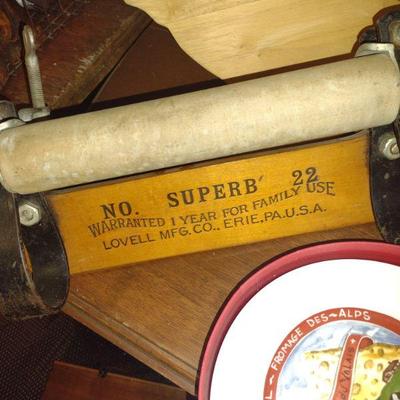 NO. SUPERB 22
WARRANTED 1 YEAR FOR FAMILY USE
LOVELL MFG.CO., ERIE, PA.U.S.A.
FROMAGE DES-ALPS